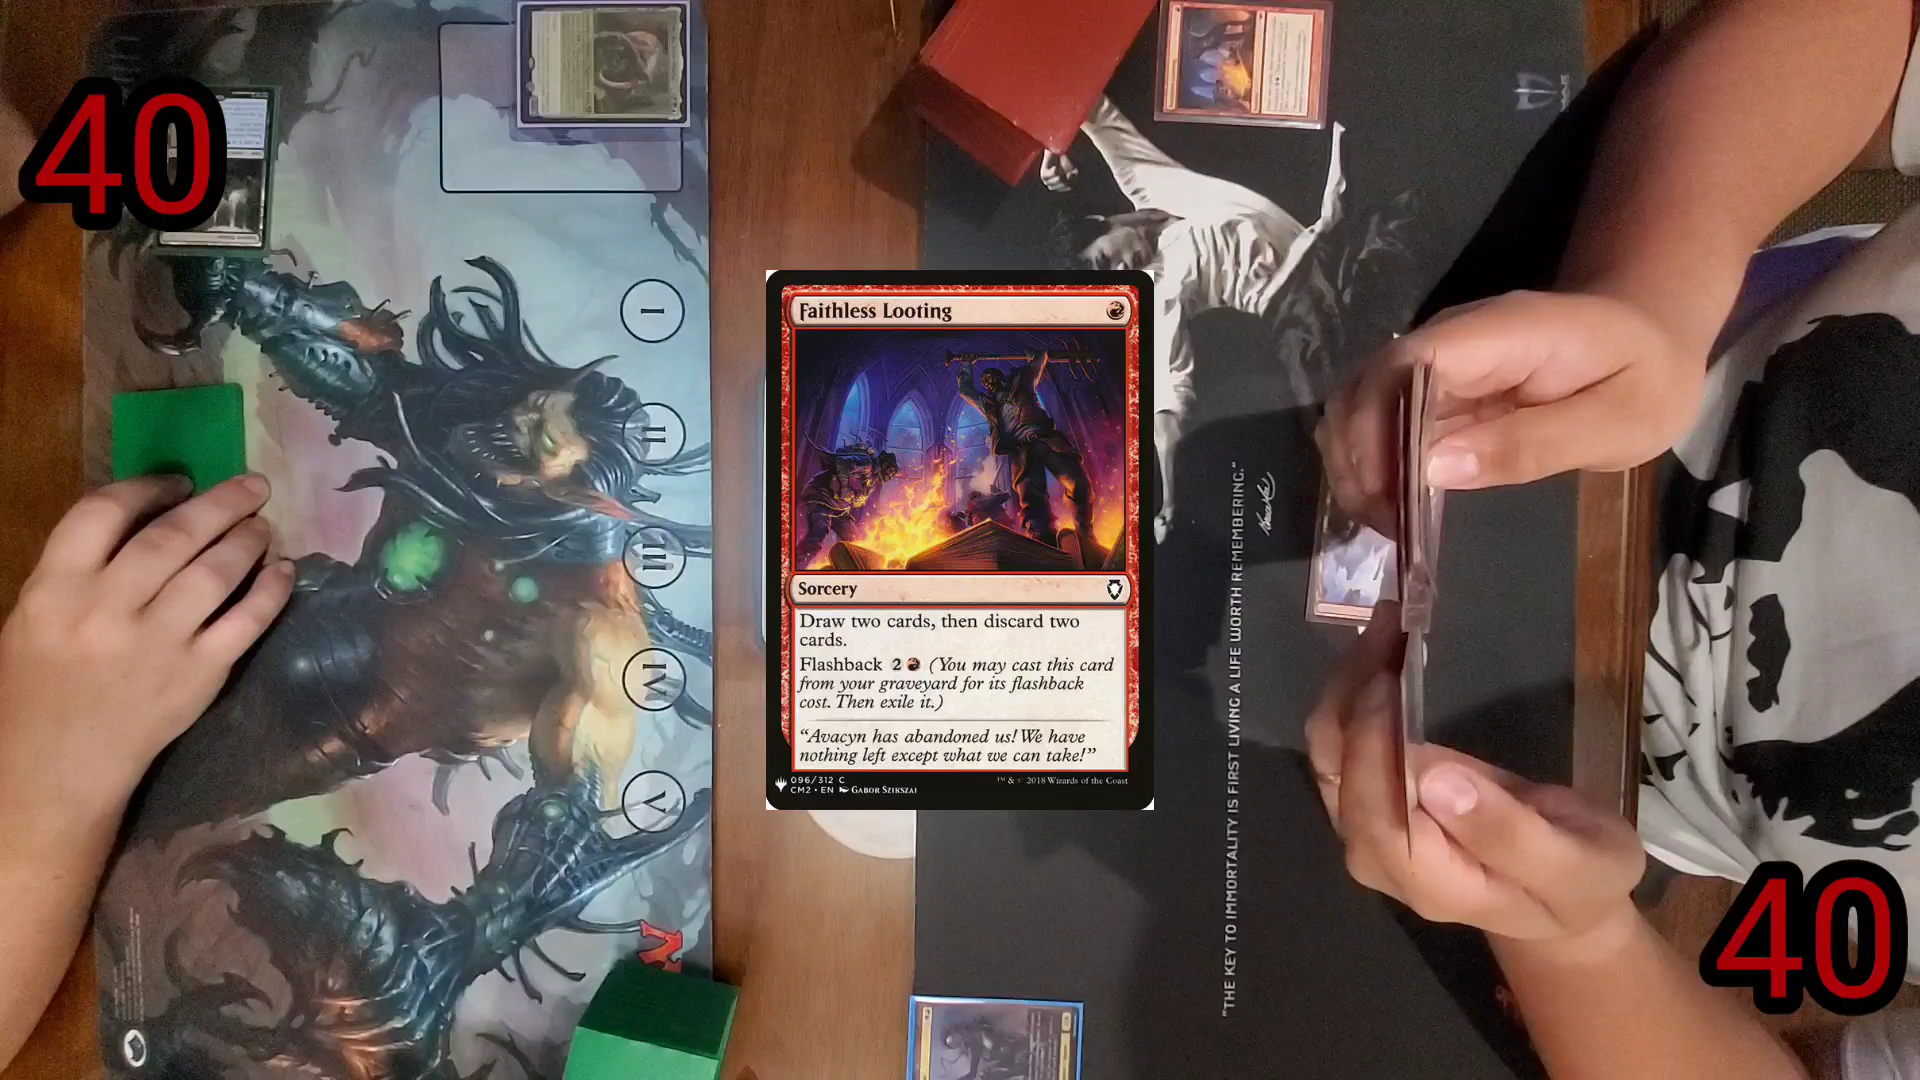 40
I
II
III
IV
V
Faithless Looting
Sorcery
Draw two cards, then discard two
cards.
Flashback 2 (You may cast this card
from your graveyard for its flashback
cost. Then exile it.)
“Avacyn has abandoned us! We have
nothing left except what we can take!”
096/312 C
CM2 • EN GABOR SZIKSZAI
™ & © 2018 Wizards of the Coast
"THE KEY TO IMMORTALITY IS FIRST LIVING A LIFE WORTH REMEMBERING."
40